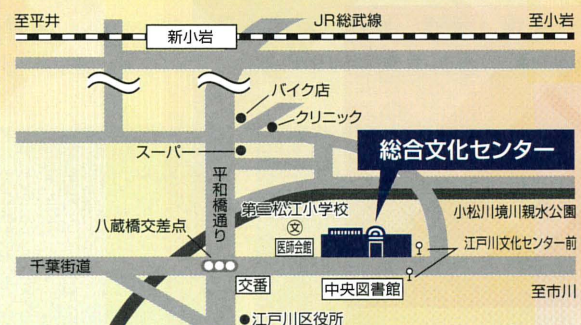 至平井
JR総武線
至小岩
新小岩
バイク店
クリニック
スーパー
総合文化センター
平和橋通り
第三松江小学校
小松川境川親水公園
八蔵橋交差点
文
医師会館
江戸川文化センター前
千葉街道
交番
中央図書館
至市川
江戸川区役所